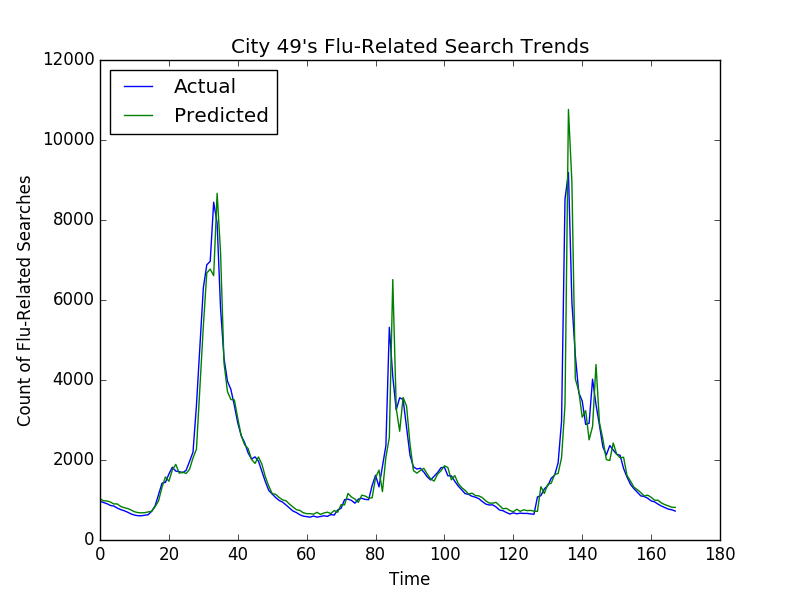 City 49's Flu-Related Search Trends
Actual
Predicted
12000
10000
8000
6000
4000
2000
0
Count of Flu-Related Searches
0 20 40 60 80 100 120 140 160 180
Time